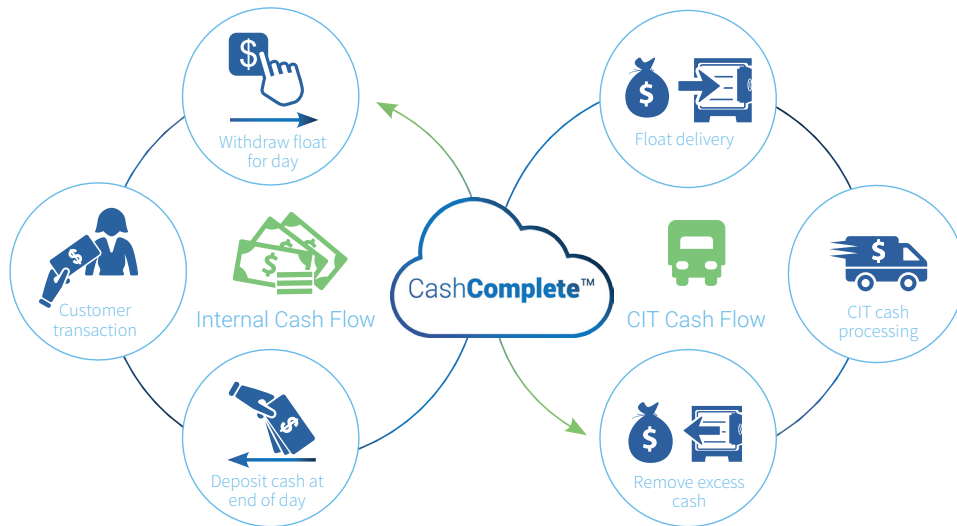 $
Withdraw float
for day
$
Float delivery
$
Customer
transaction
$
Internal Cash Flow
CashComplete™
CIT Cash Flow
$
CIT cash
processing
$
Deposit cash at
end of day
$
Remove excess
cash